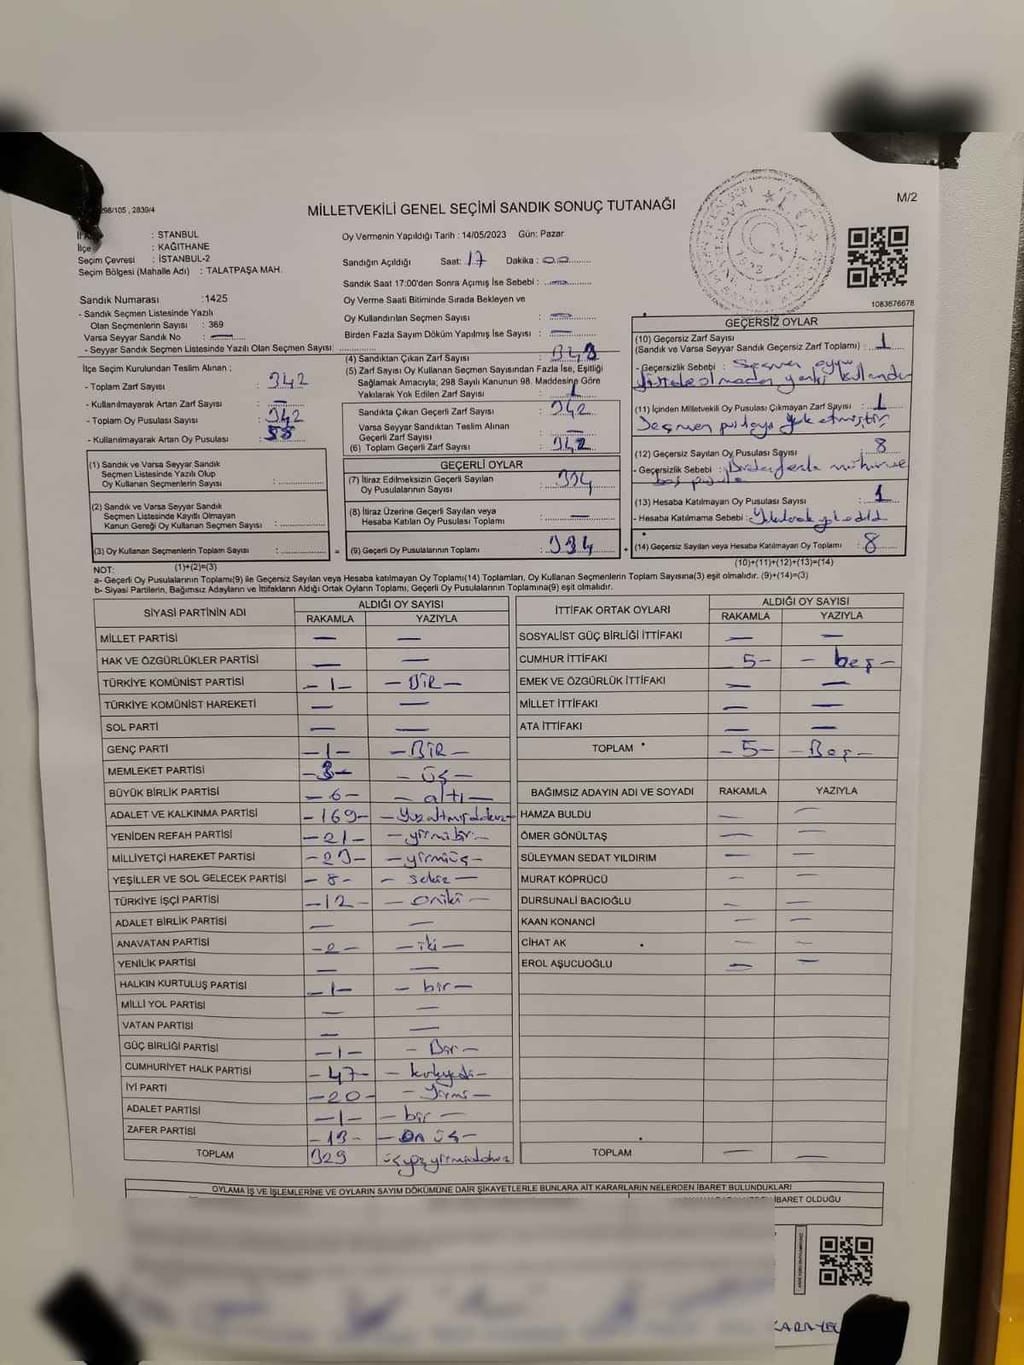 298/105 , 2839/4
MİLLETVEKİLİ GENEL SEÇİMİ SANDIK SONUÇ TUTANAĞI
M/2
: STANBUL
İlçe : KAĞITHANE
Seçim Çevresi : İSTANBUL-2
Seçim Bölgesi (Mahalle Adı) : TALATPAŞA MAH.
Oy Vermenin Yapıldığı Tarih : 14/05/2023 Gün: Pazar
Sandığın Açıldığı Saat: 17 Dakika : 00
Sandık Saat 17:00'den Sonra Açımış İse Sebebi : —
Oy Verme Saati Bitiminde Sırada Bekleyen ve
Oy Kullandırılan Seçmen Sayısı : —
Birden Fazla Sayım Döküm Yapılmış İse Sayısı : —
1083676678
Sandık Numarası :1425
- Sandık Seçmen Listesinde Yazılı
Olan Seçmenlerin Sayısı : 369
Varsa Seyyar Sandık No : —
- Seyyar Sandık Seçmen Listesinde Yazılı Olan Seçmen Sayısı:
İlçe Seçim Kurulundan Teslim Alınan ;
- Toplam Zarf Sayısı : 342
- Kullanılmayarak Artan Zarf Sayısı : —
- Toplam Oy Pusulası Sayısı : 342
- Kullanılmayarak Artan Oy Pusulası :
(1) Sandık ve Varsa Seyyar Sandık
Seçmen Listesinde Yazılı Olup
Oy Kullanan Seçmenlerin Sayısı :
(2) Sandık ve Varsa Seyyar Sandık
Seçmen Listesinde Kayıtlı Olmayan
Kanun Gereği Oy Kullanan Seçmen Sayısı :
(3) Oy Kullanan Seçmenlerin Toplam Sayısı : =
(1)+(2)=(3)
(4) Sandıktan Çıkan Zarf Sayısı : 343
(5) Zarf Sayısı Oy Kullanan Seçmen Sayısından Fazla İse, Eşitliği
Sağlamak Amacıyla; 298 Sayılı Kanunun 98. Maddesine Göre
Yakılarak Yok Edilen Zarf Sayısı : 1
Sandıkta Çıkan Geçerli Zarf Sayısı : 342
Varsa Seyyar Sandıktan Teslim Alınan
Geçerli Zarf Sayısı : —
(6) Toplam Geçerli Zarf Sayısı : 342
GEÇERLİ OYLAR
(7) İtiraz Edilmeksizin Geçerli Sayılan
Oy Pusulalarının Sayısı : 334
(8) İtiraz Üzerine Geçerli Sayılan veya
Hesaba Katılan Oy Pusulası Toplamı : —
(9) Geçerli Oy Pusulalarının Toplamı : 334 +
GEÇERSİZ OYLAR
(10) Geçersiz Zarf Sayısı
(Sandık ve Varsa Seyyar Sandık Geçersiz Zarf Toplamı) : 1
- Geçersizlik Sebebi : Seçmen
(11) İçinden Milletvekili Oy Pusulası Çıkmayan Zarf Sayısı : 1
Seçmen pusulayı yok etmiştir
(12) Geçersiz Sayılan Oy Pusulası Sayısı : 8
- Geçersizlik Sebebi : Birden fazla mühür ve
boş pusula
(13) Hesaba Katılmayan Oy Pusulası Sayısı : 1
- Hesaba Katılmama Sebebi :
(14) Geçersiz Sayılan veya Hesaba Katılmayan Oy Toplamı : 8
(10)+(11)+(12)+(13)=(14)
NOT:
a- Geçerli Oy Pusulalarının Toplamı(9) ile Geçersiz Sayılan veya Hesaba katılmayan Oy Toplamı(14) Toplamları, Oy Kullanan Seçmenlerin Toplam Sayısına(3) eşit olmalıdır. (9)+(14)=(3)
b- Siyasi Partilerin, Bağımsız Adayların ve İttifakların Aldığı Ortak Oyların Toplamı, Geçerli Oy Pusulalarının Toplamına(9) eşit olmalıdır.
SİYASİ PARTİNİN ADI ALDIĞI OY SAYISI
RAKAMLA YAZIYLA
MİLLET PARTİSİ — —
HAK VE ÖZGÜRLÜKLER PARTİSİ — —
TÜRKİYE KOMÜNİST PARTİSİ -1- -BİR-
TÜRKİYE KOMÜNİST HAREKETİ — —
SOL PARTİ — —
GENÇ PARTİ -1- -BİR-
MEMLEKET PARTİSİ -3- -üç-
BÜYÜK BİRLİK PARTİSİ -6- -altı-
ADALET VE KALKINMA PARTİSİ -169- -Yüzaltmışdokuz-
YENİDEN REFAH PARTİSİ -21- -yirmibir-
MİLLİYETÇİ HAREKET PARTİSİ -23- -yirmiüç-
YEŞİLLER VE SOL GELECEK PARTİSİ -8- -sekiz-
TÜRKİYE İŞÇİ PARTİSİ -12- -oniki-
ADALET BİRLİK PARTİSİ — —
ANAVATAN PARTİSİ -2- -iki-
YENİLİK PARTİSİ — —
HALKIN KURTULUŞ PARTİSİ -1- -bir-
MİLLİ YOL PARTİSİ — —
VATAN PARTİSİ — —
GÜÇ BİRLİĞİ PARTİSİ -1- -Bir-
CUMHURİYET HALK PARTİSİ -47- -kırkyedi-
İYİ PARTİ -20- -Yirmi-
ADALET PARTİSİ -1- -bir-
ZAFER PARTİSİ -13- -on üç-
TOPLAM 329 üçyüzyirmidokuz
İTTİFAK ORTAK OYLARI ALDIĞI OY SAYISI
RAKAMLA YAZIYLA
SOSYALİST GÜÇ BİRLİĞİ İTTİFAKI — —
CUMHUR İTTİFAKI 5- -beş-
EMEK VE ÖZGÜRLÜK İTTİFAKI — —
MİLLET İTTİFAKI — —
ATA İTTİFAKI — —
TOPLAM -5- -Beş-
BAĞIMSIZ ADAYIN ADI VE SOYADI RAKAMLA YAZIYLA
HAMZA BULDU — —
ÖMER GÖNÜLTAŞ — —
SÜLEYMAN SEDAT YILDIRIM — —
MURAT KÖPRÜCÜ — —
DURSUNALİ BACIOĞLU — —
KAAN KONANCİ — —
CİHAT AK — —
EROL AŞUCUOĞLU — —
TOPLAM — —
OYLAMA İŞ VE İŞLEMLERİNE VE OYLARIN SAYIM DÖKÜMÜNE DAİR ŞİKAYETLERLE BUNLARA AİT KARARLARIN NELERDEN İBARET BULUNDUKLARI
İBARET OLDUĞU